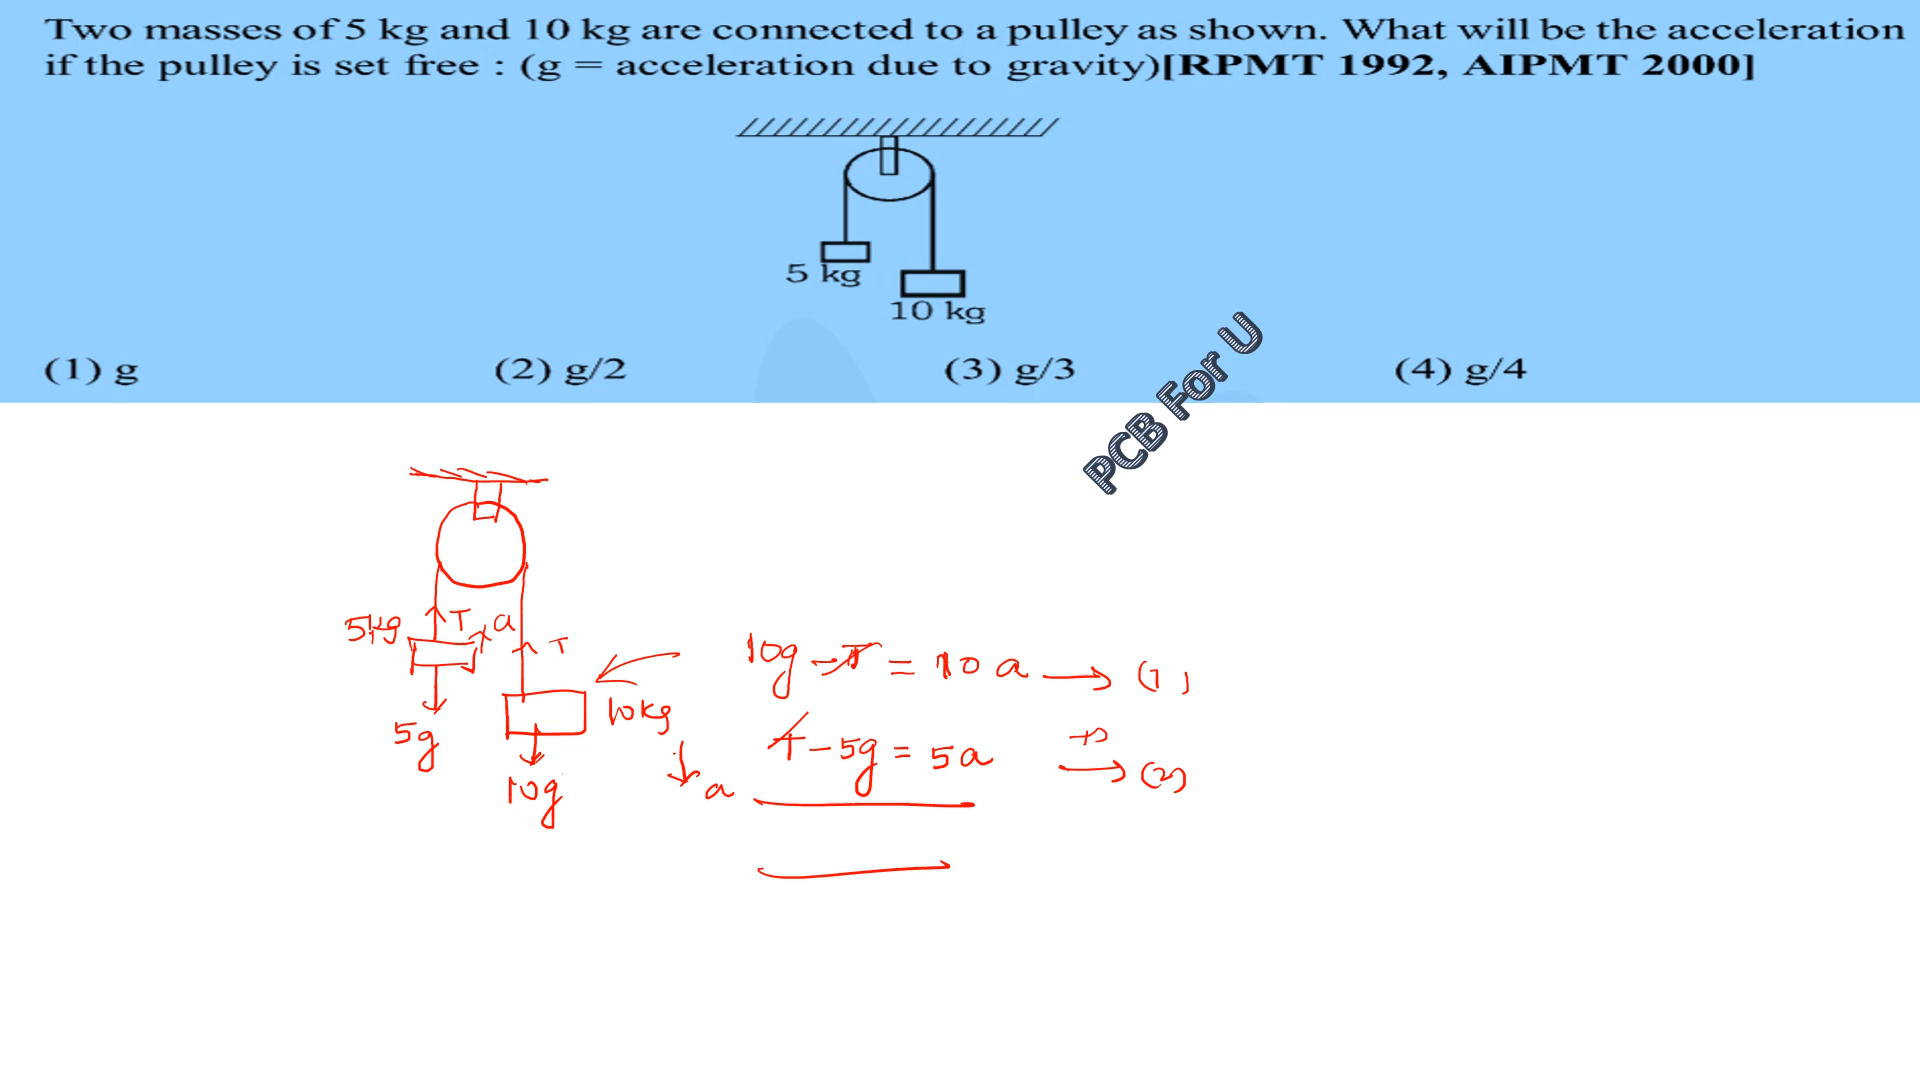 Two masses of 5 kg and 10 kg are connected to a pulley as shown. What will be the acceleration
if the pulley is set free : (g = acceleration due to gravity)[RPMT 1992, AIPMT 2000]
5 kg
10 kg
(1) g (2) g/2 (3) g/3 (4) g/4
PCB For U
5kg T a
T
10kg
5g
10g
a
10g - T = 10a → (1)
T - 5g = 5a → (2)